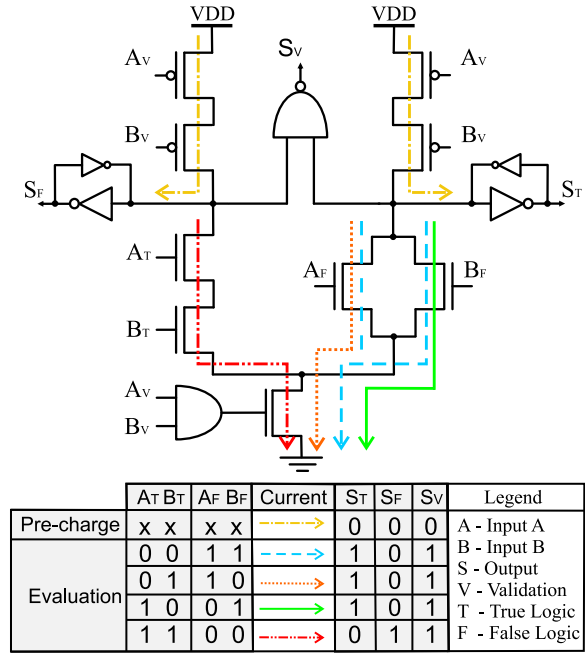 VDD VDD
AV SV AV
BV BV
SF ST
AT AF BF
BT
AV
BV
AT BT AF BF Current ST SF SV Legend
Pre-charge x x x x 0 0 0 A - Input A
Evaluation 0 0 1 1 1 0 1 B - Input B
0 1 1 0 1 0 1 S - Output
1 0 0 1 1 0 1 V - Validation
1 1 0 0 0 1 1 T - True Logic
F - False Logic